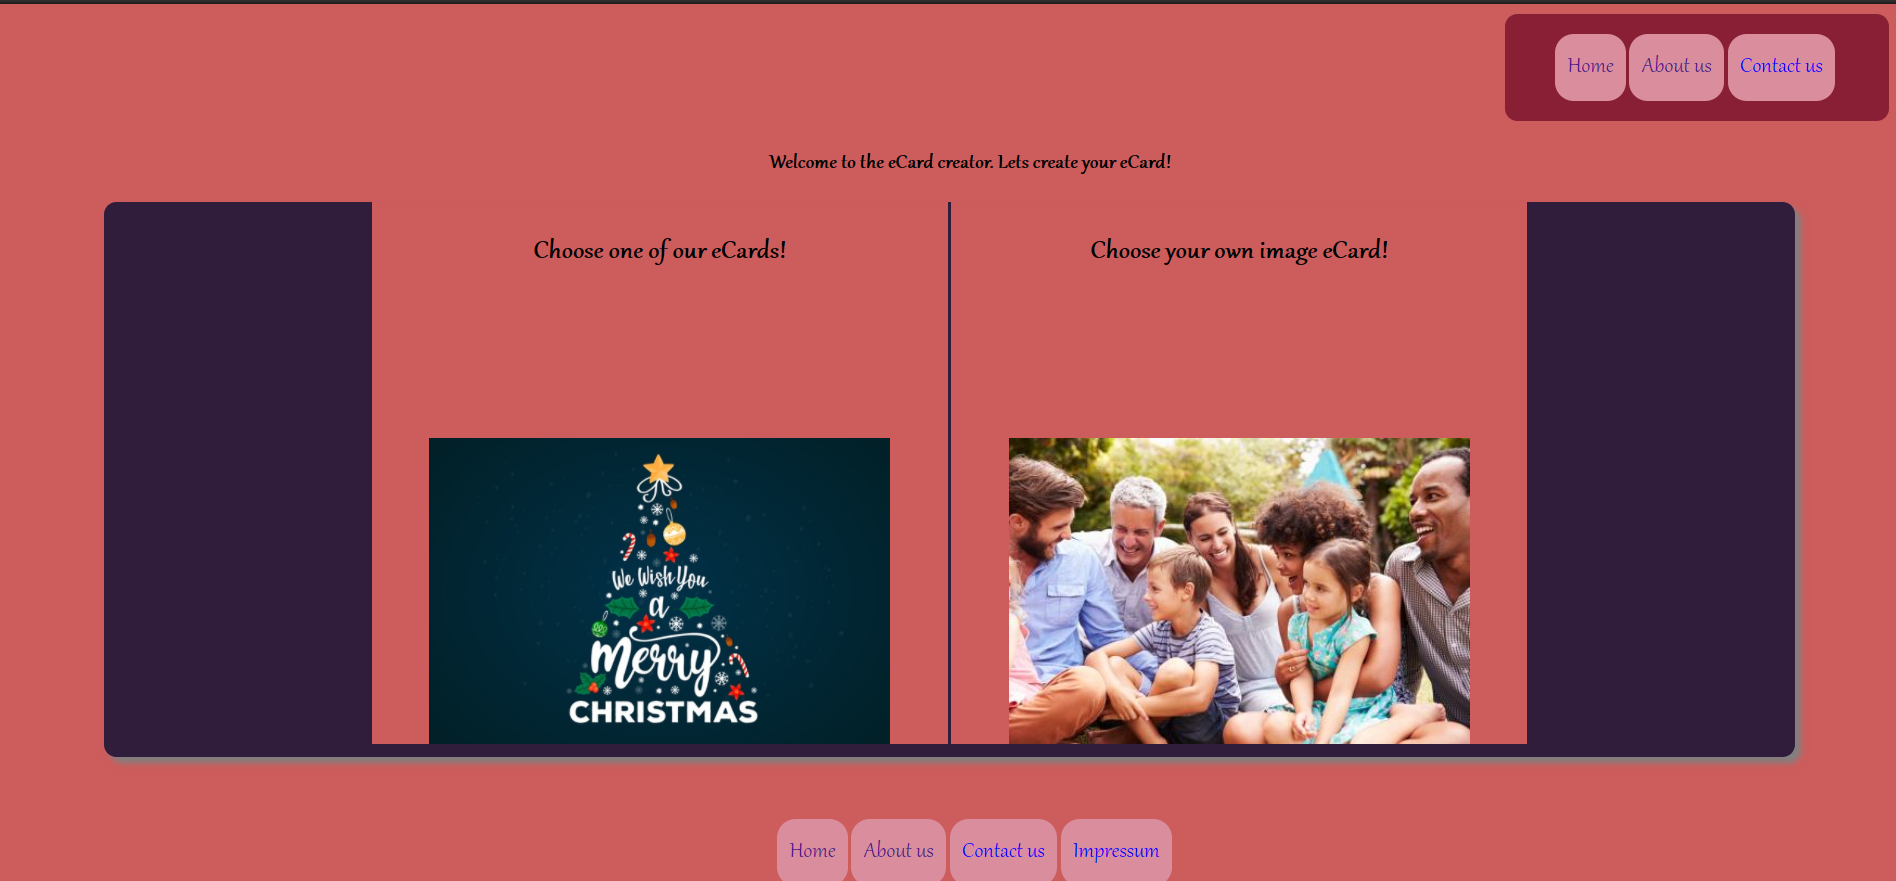 Home About us Contact us
Welcome to the eCard creator. Lets create your eCard!
Choose one of our eCards!
Choose your own image eCard!
We Wish You
a
Merry
CHRISTMAS
Home About us Contact us Impressum